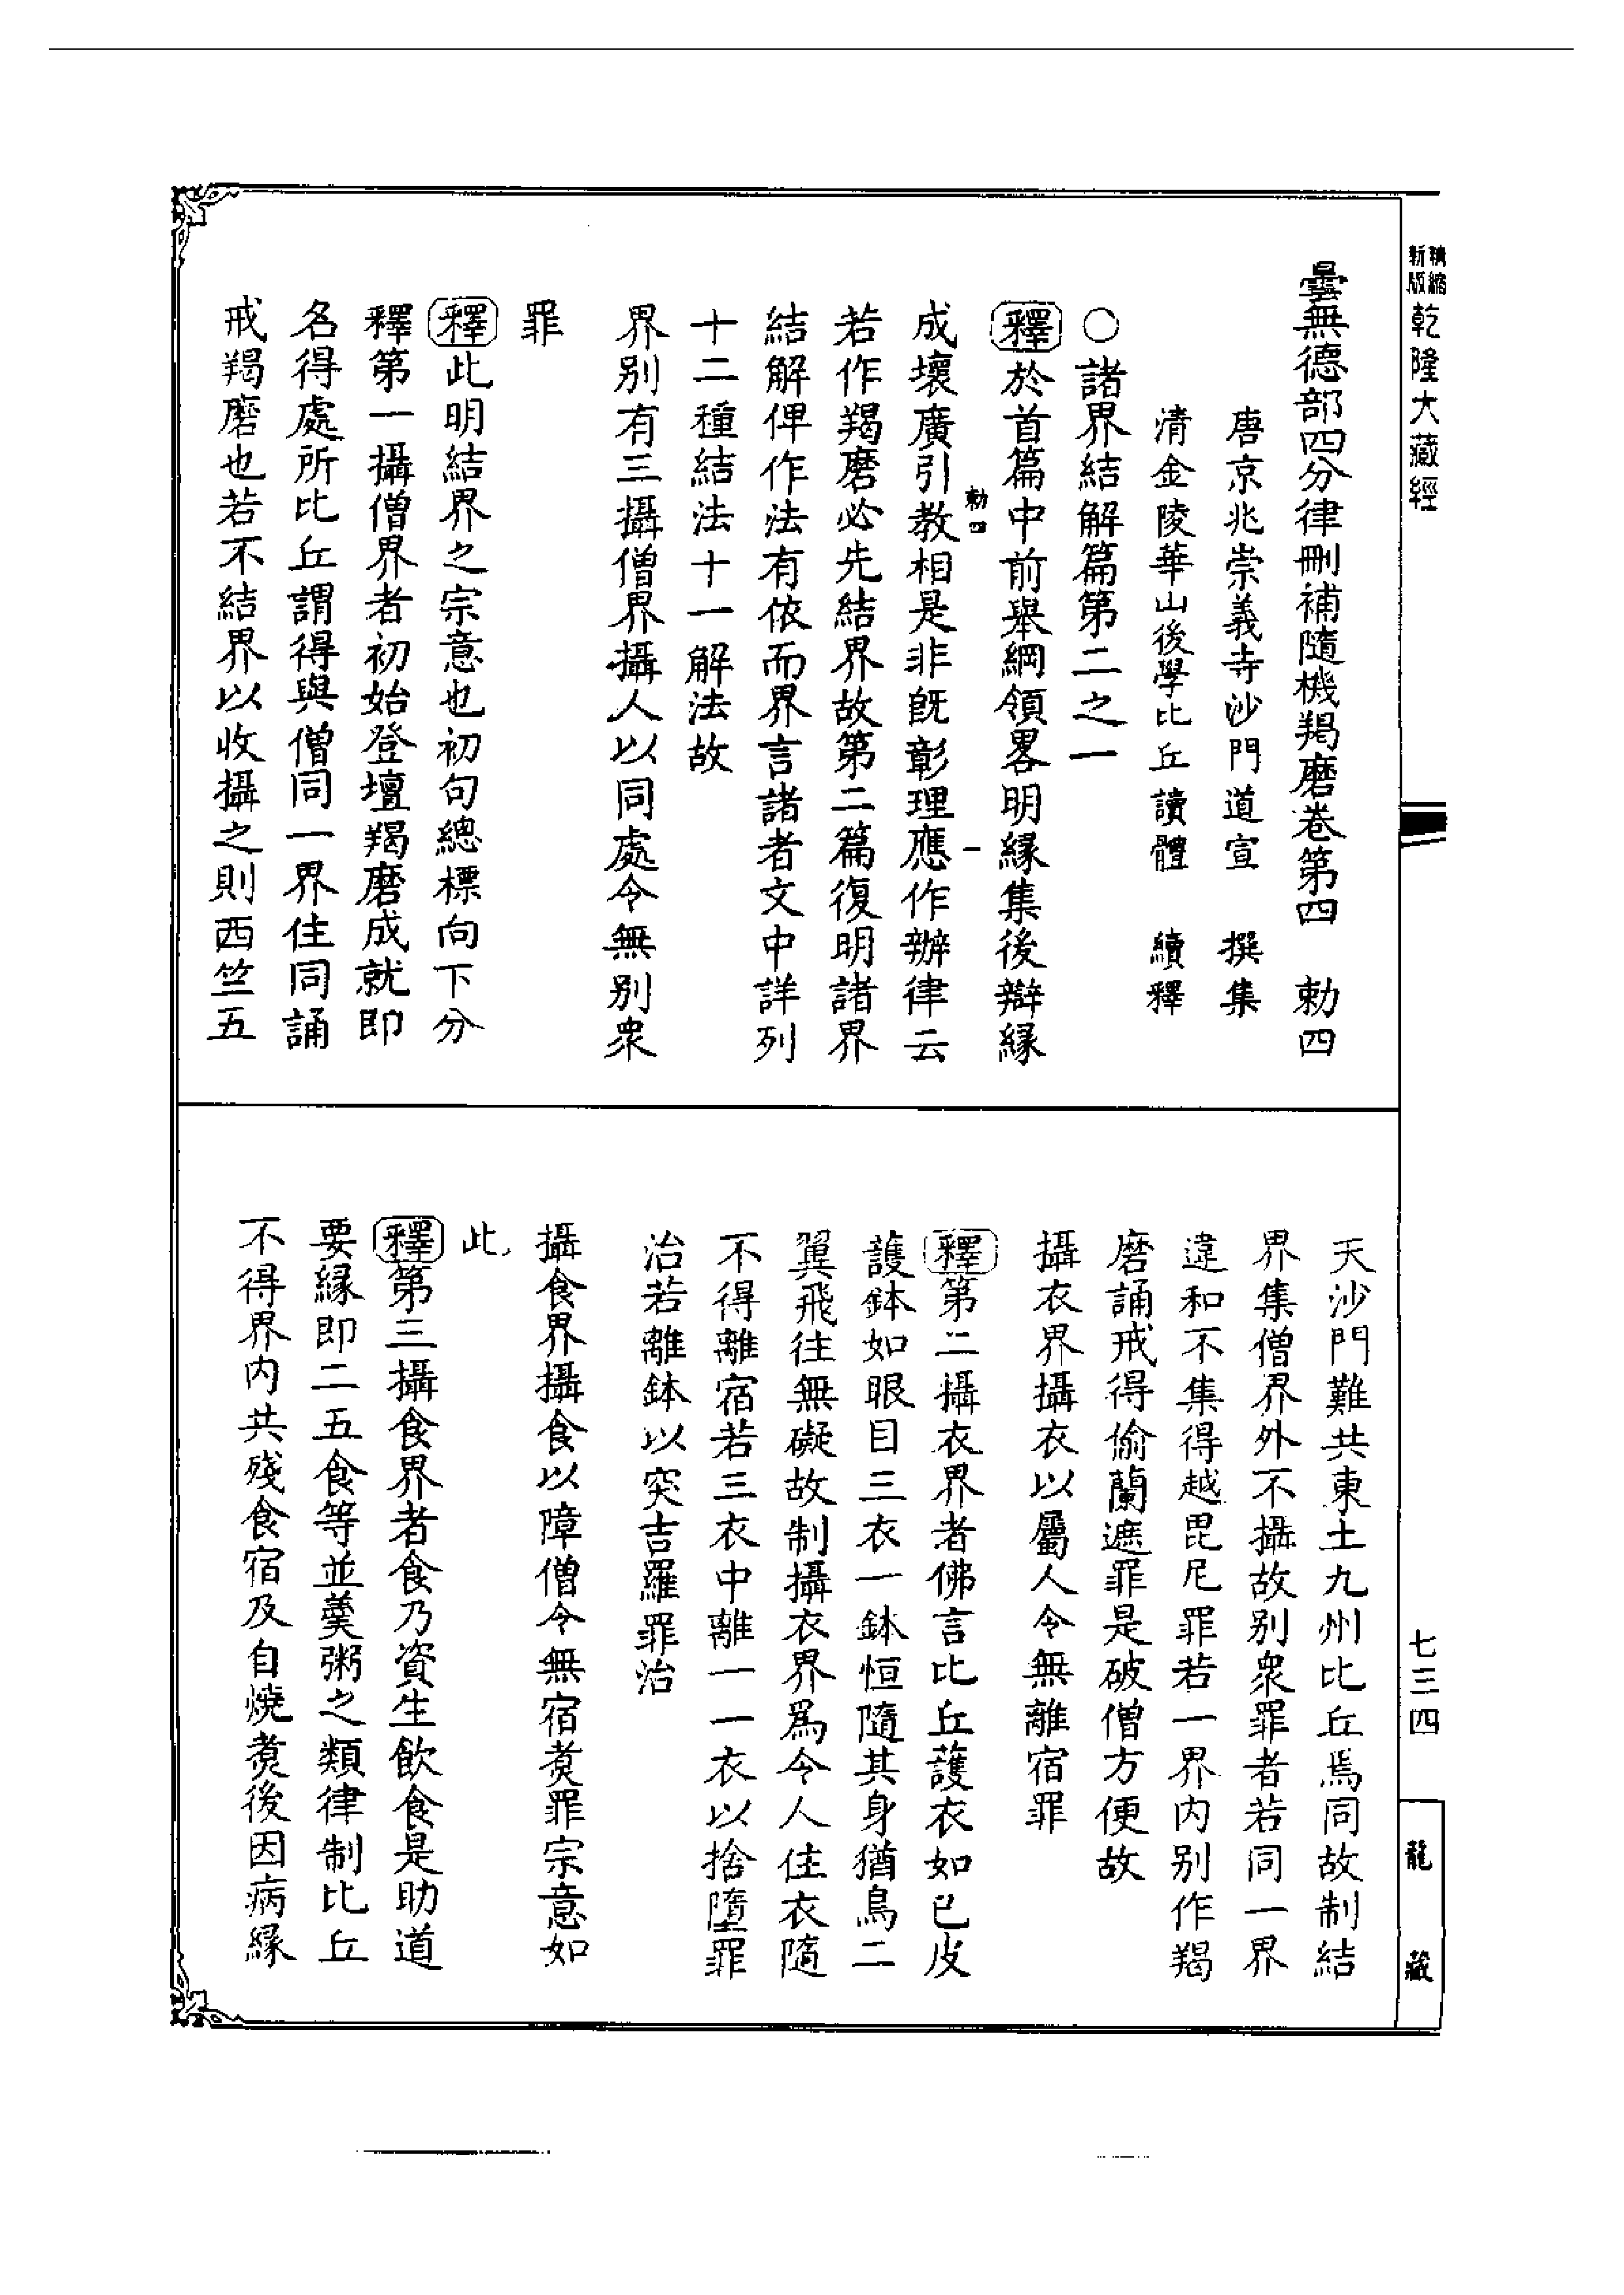 精縮新版乾隆大藏經
七三四
龍藏
曇無德部四分律刪補隨機羯磨卷第四　勅四
唐京兆崇義寺沙門道宣　撰集
清金陵華山後學比丘讀體　續釋
○諸界結解篇第二之一
釋於首篇中前舉綱領畧明緣集後辯緣
勅四　一
成壞廣引教相是非旣彰理應作辦律云
若作羯磨必先結界故第二篇復明諸界
結解俾作法有依而界言諸者文中詳列
十二種結法十一解法故
界別有三攝僧界攝人以同處令無別衆
罪
釋此明結界之宗意也初句總標向下分
釋第一攝僧界者初始登壇羯磨成就即
名得處所比丘謂得與僧同一界住同誦
戒羯磨也若不結界以收攝之則西竺五
天沙門難共東土九州比丘焉同故制結
界集僧界外不攝故別衆罪者若同一界
違和不集得越毘尼罪若一界內別作羯
磨誦戒得偷蘭遮罪是破僧方便故
攝衣界攝衣以屬人令無離宿罪
釋第二攝衣界者佛言比丘護衣如已皮
護鉢如眼目三衣一鉢恒隨其身猶鳥二
翼飛往無礙故制攝衣界爲令人住衣隨
不得離宿若三衣中離一一衣以捨墮罪
治若離鉢以突吉羅罪治
攝食界攝食以障僧令無宿煑罪宗意如
此
釋第三攝食界者食乃資生飲食是助道
要緣即二五食等並羹粥之類律制比丘
不得界內共殘食宿及自燒煑後因病緣